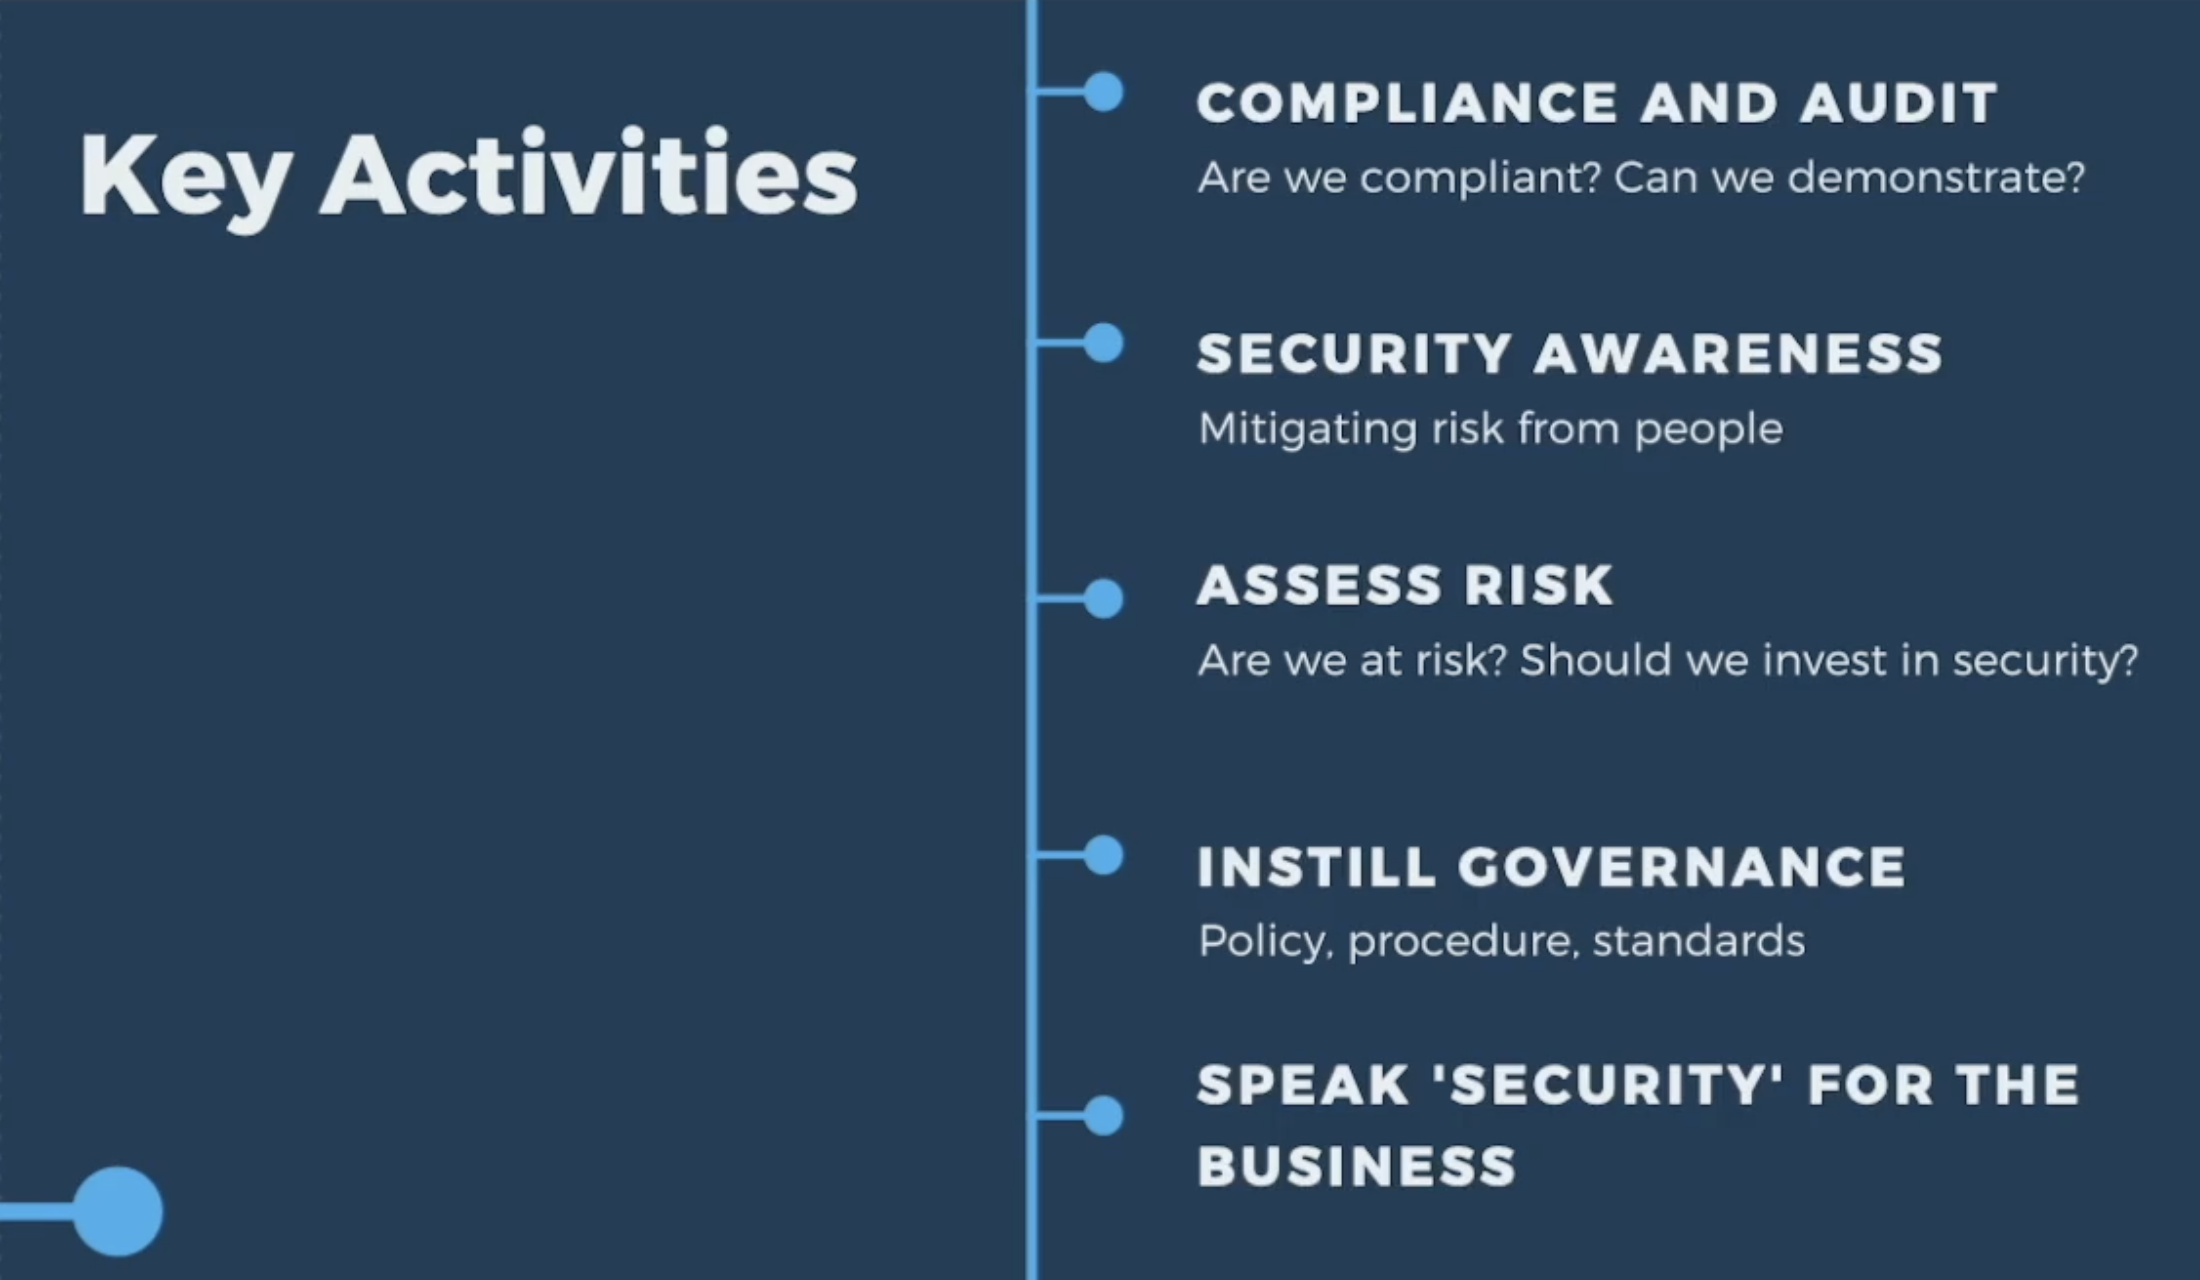 Key Activities
COMPLIANCE AND AUDIT
Are we compliant? Can we demonstrate?
SECURITY AWARENESS
Mitigating risk from people
ASSESS RISK
Are we at risk? Should we invest in security?
INSTILL GOVERNANCE
Policy, procedure, standards
SPEAK 'SECURITY' FOR THE
BUSINESS